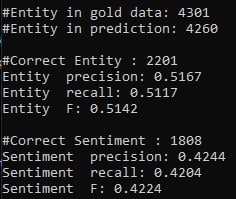 #Entity in gold data: 4301
#Entity in prediction: 4260
#Correct Entity : 2201
Entity  precision: 0.5167
Entity  recall: 0.5117
Entity  F: 0.5142
#Correct Sentiment : 1808
Sentiment  precision: 0.4244
Sentiment  recall: 0.4204
Sentiment  F: 0.4224